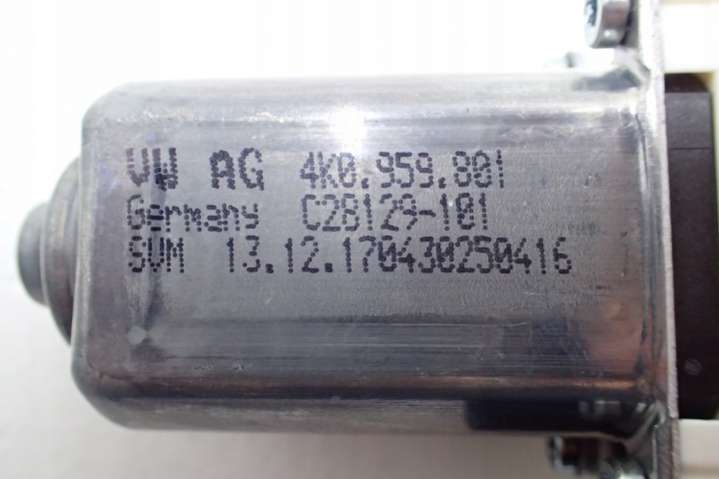 VW AG 4K0.959.801
Germany C28129-101
SVM 13.12.170430250416